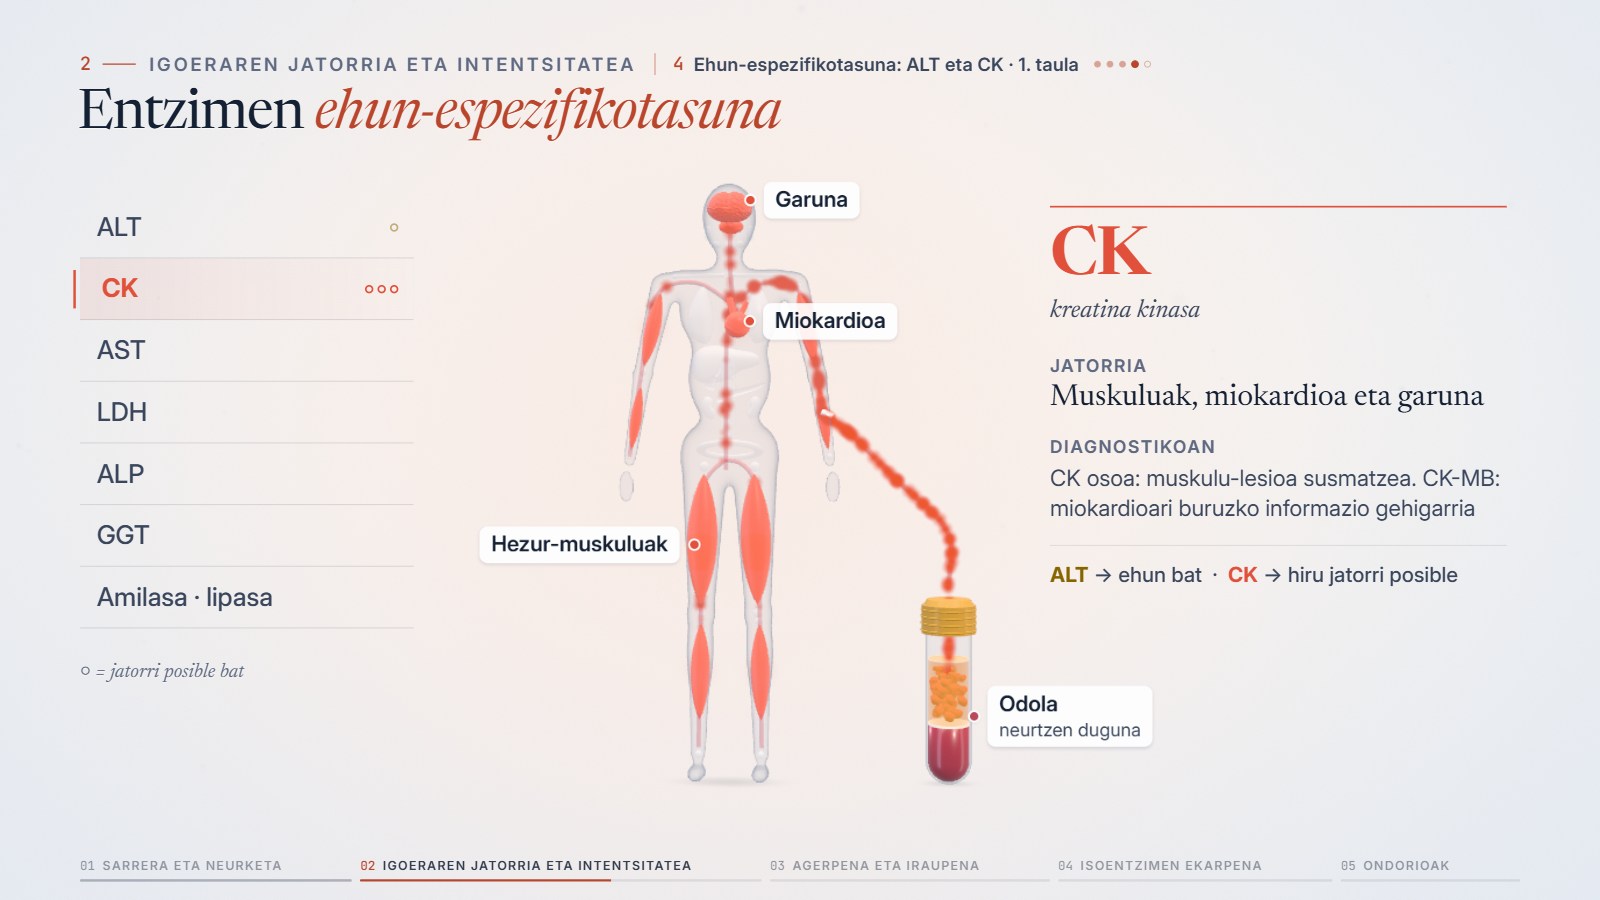 2 — IGOERAREN JATORRIA ETA INTENTSITATEA | 4 Ehun-espezifikotasuna: ALT eta CK · 1. taula
Entzimen ehun-espezifikotasuna
ALT
CK
AST
LDH
ALP
GGT
Amilasa · lipasa
○ = jatorri posible bat
Garuna
Miokardioa
Hezur-muskuluak
Odola
neurtzen duguna
CK
kreatina kinasa
JATORRIA
Muskuluak, miokardioa eta garuna
DIAGNOSTIKOAN
CK osoa: muskulu-lesioa susmatzea. CK-MB:
miokardioari buruzko informazio gehigarria
ALT → ehun bat · CK → hiru jatorri posible
01 SARRERA ETA NEURKETA
02 IGOERAREN JATORRIA ETA INTENTSITATEA
03 AGERPENA ETA IRAUPENA
04 ISOENTZIMEN EKARPENA
05 ONDORIOAK